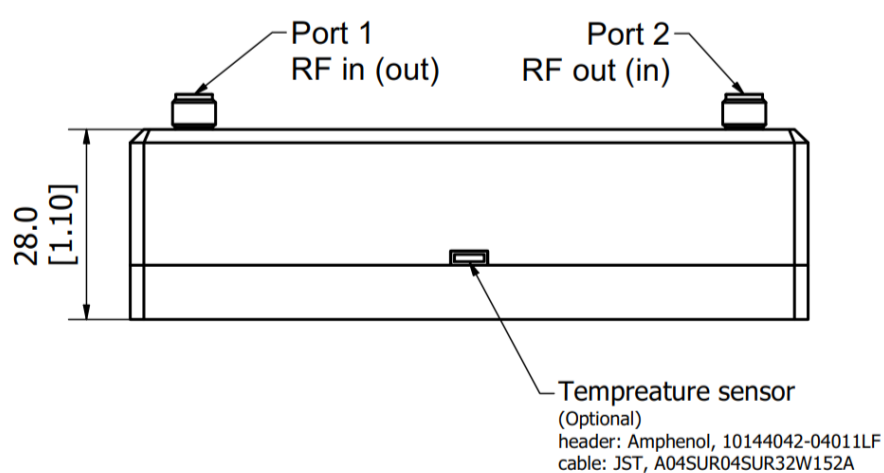 Port 1
RF in (out)
Port 2
RF out (in)
28.0
[1.10]
Tempreature sensor
(Optional)
header: Amphenol, 10144042-04011LF
cable: JST, A04SUR04SUR32W152A